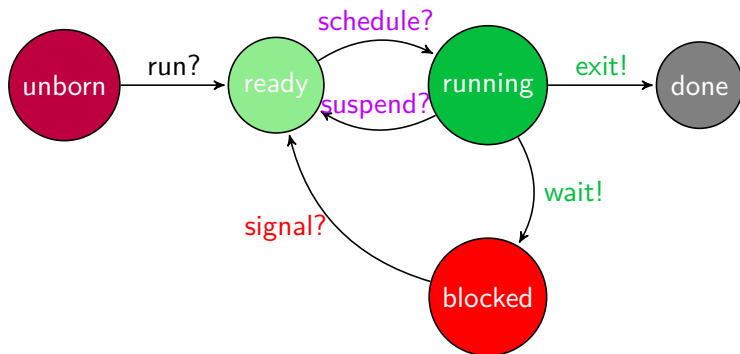 schedule?
unborn
run?
ready
running
exit!
done
suspend?
wait!
signal?
blocked